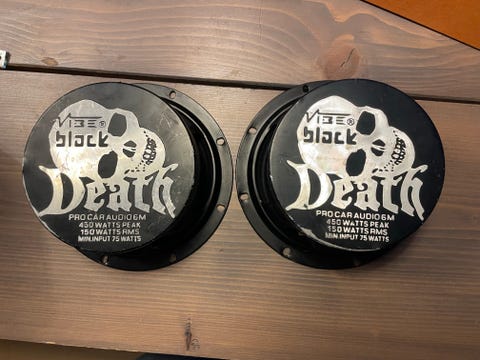 VIBE®
black
Death
PRO CAR AUDIO 6M
450 WATTS PEAK
150 WATTS RMS
MIN.INPUT 75 WATTS
VIBE®
black
Death
PRO CAR AUDIO 6M
450 WATTS PEAK
150 WATTS RMS
MIN.INPUT 75 WATTS